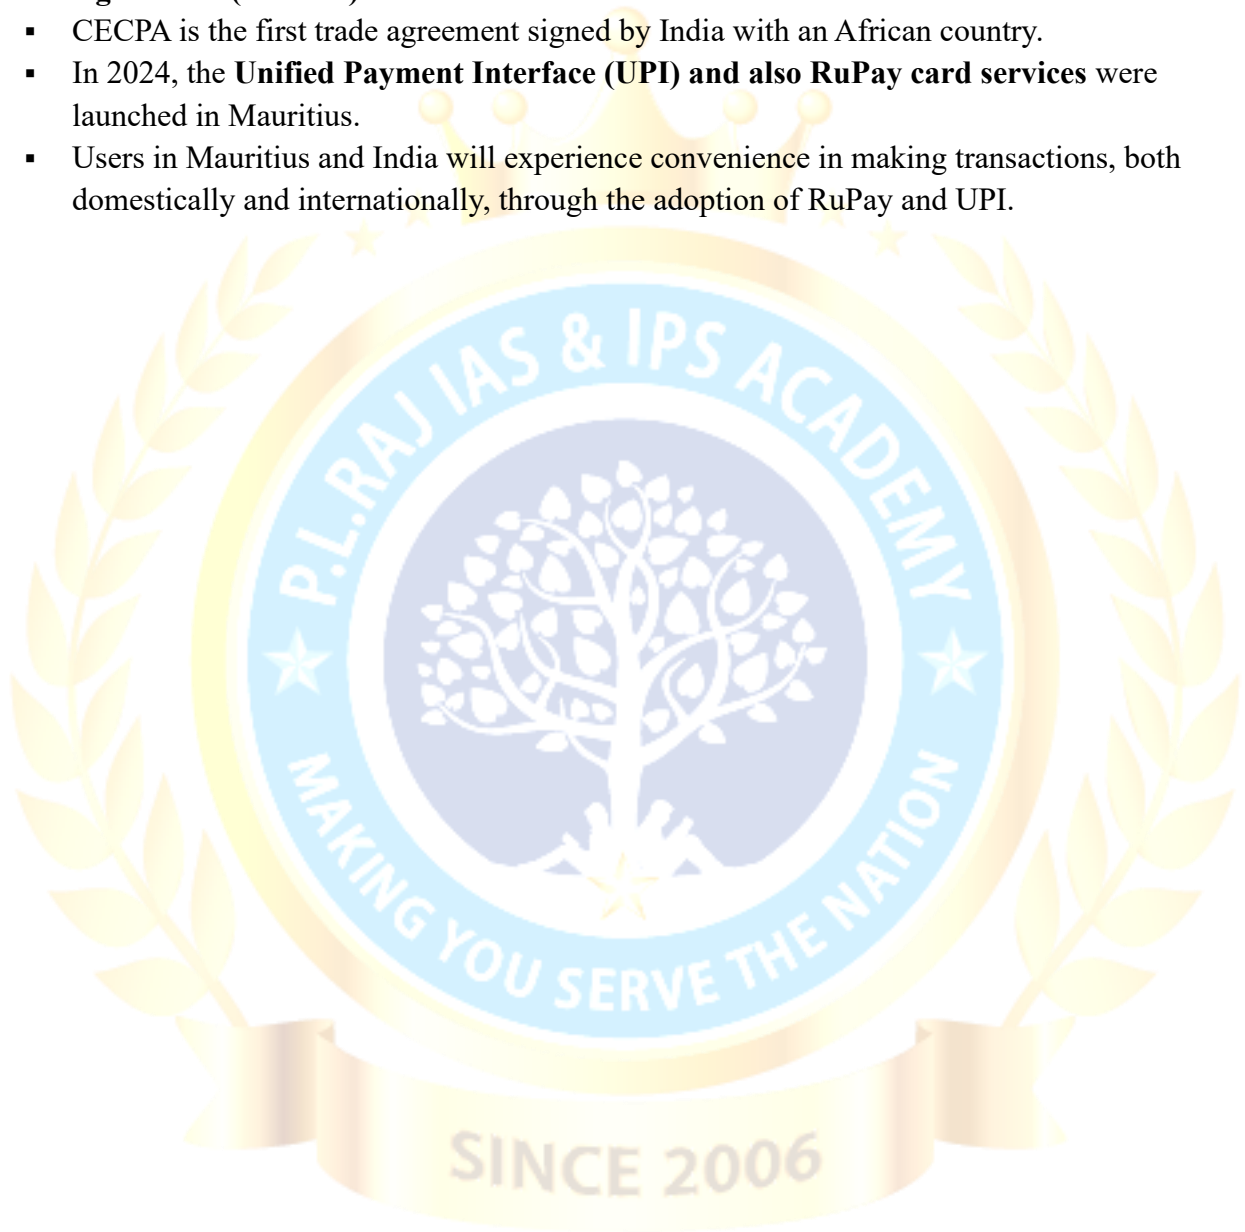 ▪ CECPA is the first trade agreement signed by India with an African country.
▪ In 2024, the Unified Payment Interface (UPI) and also RuPay card services were
launched in Mauritius.
▪ Users in Mauritius and India will experience convenience in making transactions, both
domestically and internationally, through the adoption of RuPay and UPI.
P.L.RAJ IAS & IPS ACADEMY
MAKING YOU SERVE THE NATION
SINCE 2006